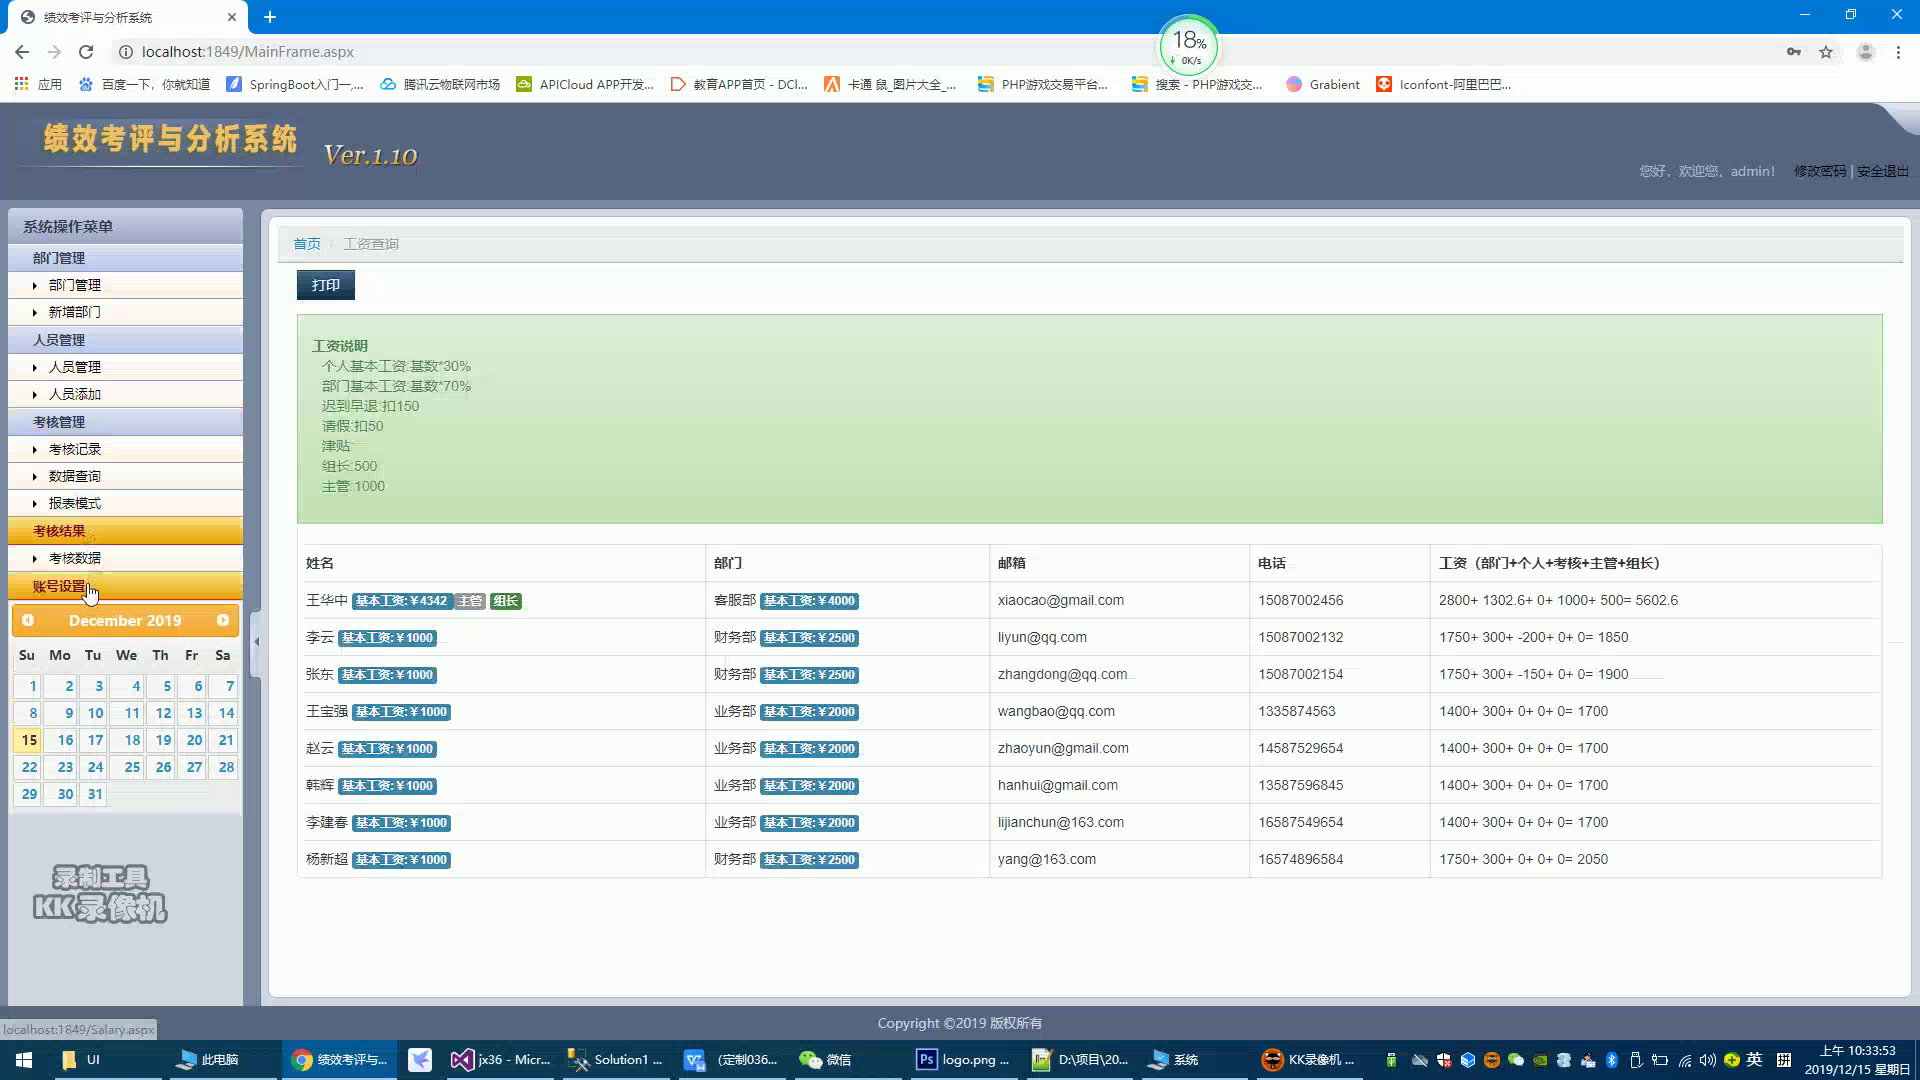 绩效考评与分析系统
localhost:1849/MainFrame.aspx
18%
0K/s
应用
百度一下，你就知道
SpringBoot入门一,...
腾讯云物联网市场
APICloud APP开发...
教育APP首页 - DCl...
卡通 鼠_图片大全_...
PHP游戏交易平台...
搜索 - PHP游戏交...
Grabient
Iconfont-阿里巴巴...
绩效考评与分析系统
Ver.1.10
您好，欢迎您，admin!
修改密码 | 安全退出
系统操作菜单
部门管理
部门管理
新增部门
人员管理
人员管理
人员添加
考核管理
考核记录
数据查询
报表模式
考核结果
考核数据
账号设置
December 2019
Su Mo Tu We Th Fr Sa
1 2 3 4 5 6 7
8 9 10 11 12 13 14
15 16 17 18 19 20 21
22 23 24 25 26 27 28
29 30 31
录制工具
KK录像机
首页 / 工资查询
打印
工资说明
个人基本工资:基数*30%
部门基本工资:基数*70%
迟到早退:扣150
请假:扣50
津贴:
组长:500
主管:1000
姓名 部门 邮箱 电话 工资（部门+个人+考核+主管+组长）
王华中 基本工资:￥4342 主管 组长 客服部 基本工资:￥4000 xiaocao@gmail.com 15087002456 2800+ 1302.6+ 0+ 1000+ 500= 5602.6
李云 基本工资:￥1000 财务部 基本工资:￥2500 liyun@qq.com 15087002132 1750+ 300+ -200+ 0+ 0= 1850
张东 基本工资:￥1000 财务部 基本工资:￥2500 zhangdong@qq.com 15087002154 1750+ 300+ -150+ 0+ 0= 1900
王宝强 基本工资:￥1000 业务部 基本工资:￥2000 wangbao@qq.com 1335874563 1400+ 300+ 0+ 0+ 0= 1700
赵云 基本工资:￥1000 业务部 基本工资:￥2000 zhaoyun@gmail.com 14587529654 1400+ 300+ 0+ 0+ 0= 1700
韩辉 基本工资:￥1000 业务部 基本工资:￥2000 hanhui@gmail.com 13587596845 1400+ 300+ 0+ 0+ 0= 1700
李建春 基本工资:￥1000 业务部 基本工资:￥2000 lijianchun@163.com 16587549654 1400+ 300+ 0+ 0+ 0= 1700
杨新超 基本工资:￥1000 财务部 基本工资:￥2500 yang@163.com 16574896584 1750+ 300+ 0+ 0+ 0= 2050
Copyright ©2019 版权所有
localhost:1849/Salary.aspx
UI
此电脑
绩效考评与...
jx36 - Micr...
Solution1 ...
(定制036...
微信
Ps
logo.png ...
D:\项目\20...
系统
KK录像机 ...
英
拼
上午 10:33:53
2019/12/15 星期日